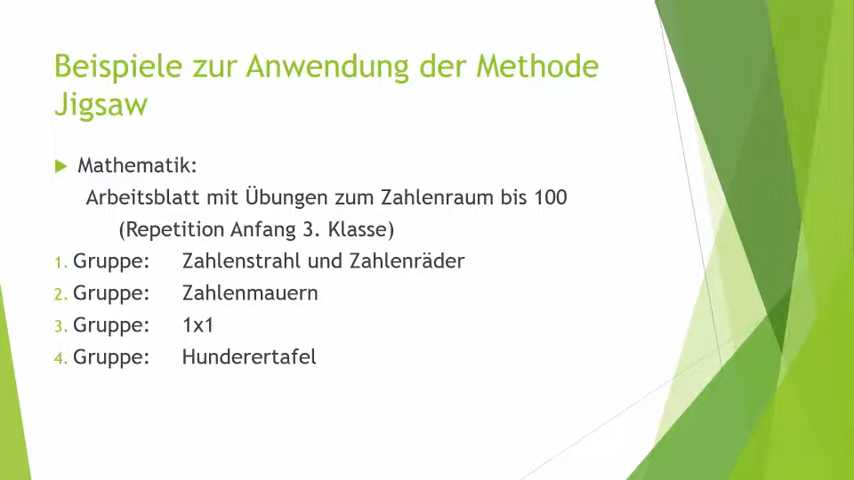 Beispiele zur Anwendung der Methode
Jigsaw
Mathematik:
Arbeitsblatt mit Übungen zum Zahlenraum bis 100
(Repetition Anfang 3. Klasse)
1. Gruppe: Zahlenstrahl und Zahlenräder
2. Gruppe: Zahlenmauern
3. Gruppe: 1x1
4. Gruppe: Hunderertafel